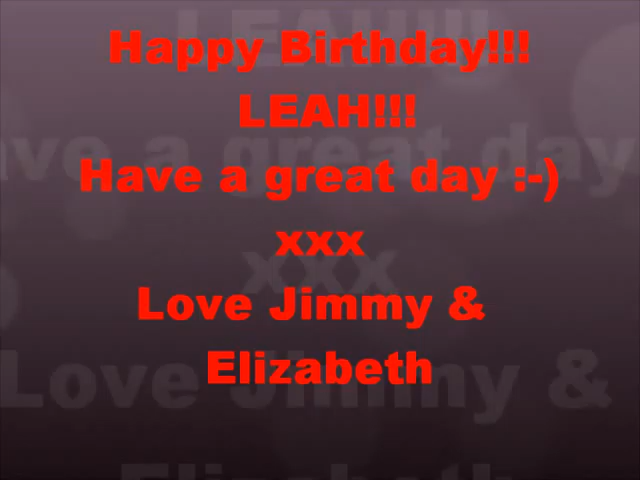 Happy Birthday!!!
LEAH!!!
Have a great day :-)
xxx
Love Jimmy &
Elizabeth